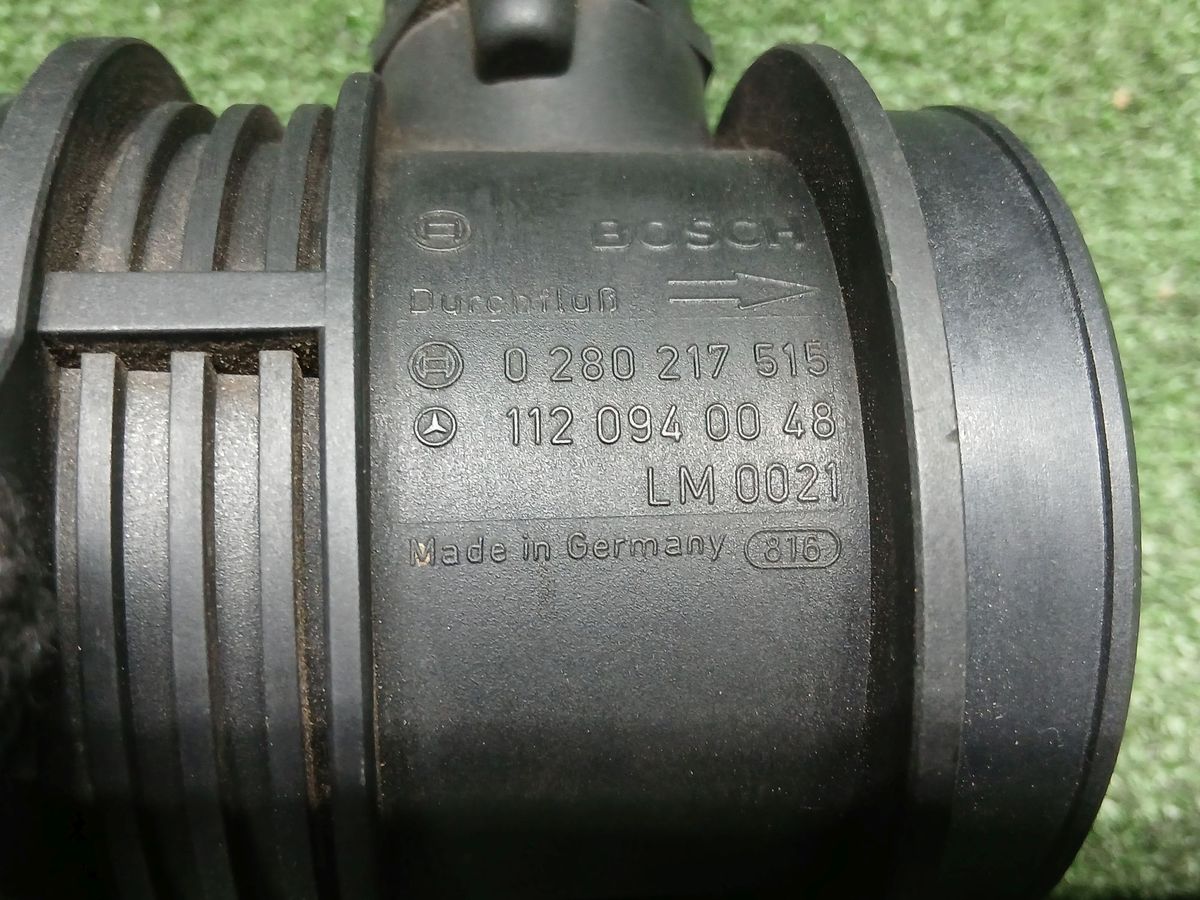 BOSCH
Durchfluß
0 280 217 515
112 094 00 48
LM 0021
Made in Germany 816